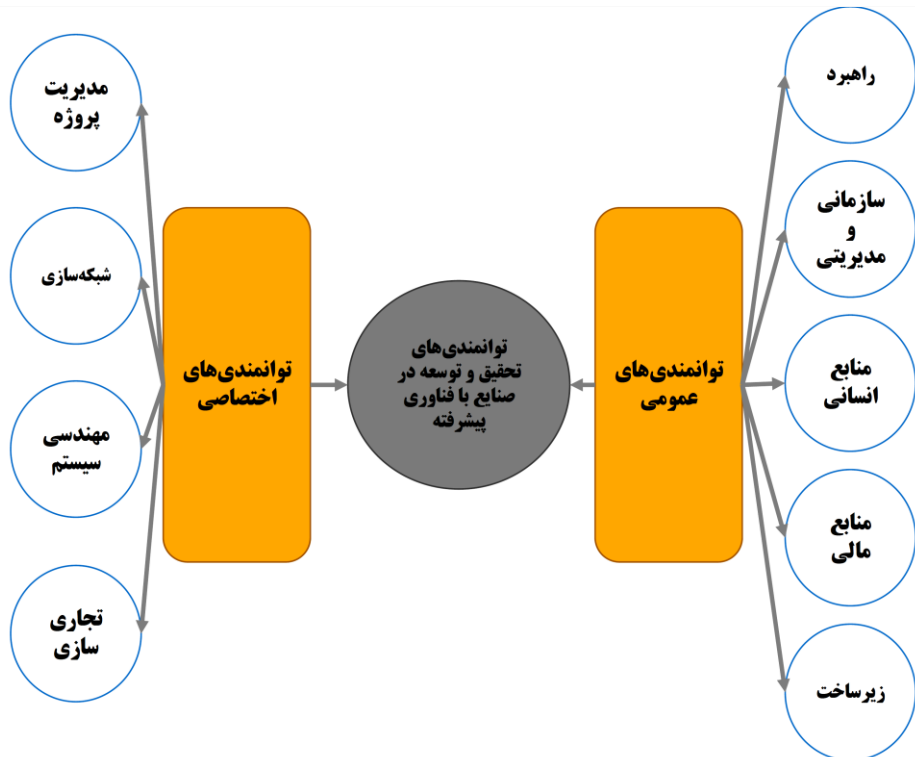 راهبرد
سازمانی
و
مدیریتی
منابع
انسانی
منابع
مالی
زیرساخت
توانمندی‌های
عمومی
توانمندی‌های
تحقیق و توسعه در
صنایع با فناوری
پیشرفته
توانمندی‌های
اختصاصی
مدیریت
پروژه
شبکه‌سازی
مهندسی
سیستم
تجاری
سازی